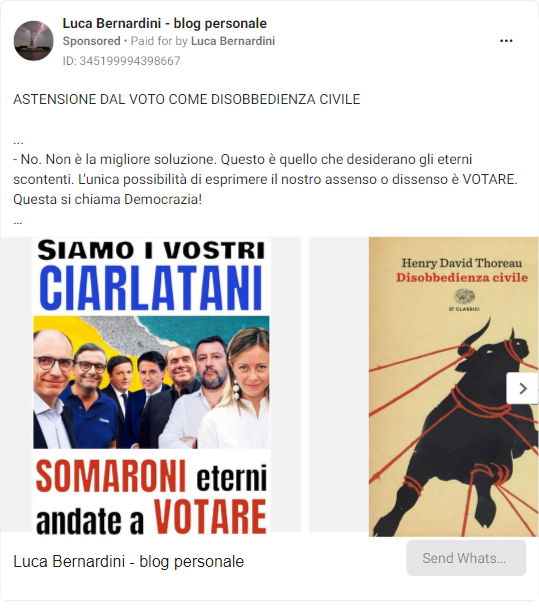 Luca Bernardini - blog personale
Sponsored • Paid for by Luca Bernardini
ID: 345199994398667
ASTENSIONE DAL VOTO COME DISOBBEDIENZA CIVILE
...
- No. Non è la migliore soluzione. Questo è quello che desiderano gli eterni
scontenti. L'unica possibilità di esprimere il nostro assenso o dissenso è VOTARE.
Questa si chiama Democrazia!
...
SIAMO I VOSTRI
CIARLATANI
SOMARONI eterni
andate a VOTARE
Henry David Thoreau
Disobbedienza civile
ET CLASSICI
Luca Bernardini - blog personale
Send Whats...